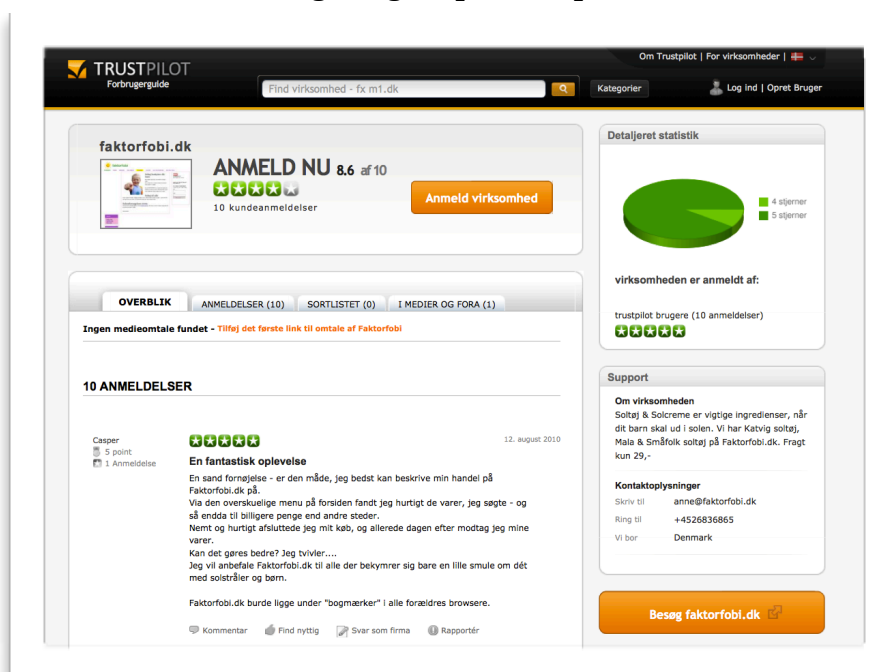 TRUSTPILOT
Forbrugerguide
Om Trustpilot | For virksomheder |
Find virksomhed - fx m1.dk
Kategorier
Log ind | Opret Bruger
faktorfobi.dk
ANMELD NU 8.6 af 10
10 kundeanmeldelser
Anmeld virksomhed
OVERBLIK
ANMELDELSER (10)
SORTLISTET (0)
I MEDIER OG FORA (1)
Ingen medieomtale fundet - Tilføj det første link til omtale af Faktorfobi
10 ANMELDELSER
Casper
5 point
1 Anmeldelse
12. august 2010
En fantastisk oplevelse
En sand fornøjelse - er den måde, jeg bedst kan beskrive min handel på
Faktorfobi.dk på.
Via den overskuelige menu på forsiden fandt jeg hurtigt de varer, jeg søgte - og
så endda til billigere penge end andre steder.
Nemt og hurtigt afsluttede jeg mit køb, og allerede dagen efter modtag jeg mine
varer.
Kan det gøres bedre? Jeg tvivler....
Jeg vil anbefale Faktorfobi.dk til alle der bekymrer sig bare en lille smule om dét
med solstråler og børn.
Faktorfobi.dk burde ligge under "bogmærker" i alle forældres browsere.
Kommentar
Find nyttig
Svar som firma
Rapportér
Detaljeret statistik
4 stjerner
5 stjerner
virksomheden er anmeldt af:
trustpilot brugere (10 anmeldelser)
Support
Om virksomheden
Soltøj & Solcreme er vigtige ingredienser, når
dit barn skal ud i solen. Vi har Katvig soltøj,
Mala & Småfolk soltøj på Faktorfobi.dk. Fragt
kun 29,-
Kontaktoplysninger
Skriv til anne@faktorfobi.dk
Ring til +4526836865
Vi bor Denmark
Besøg faktorfobi.dk